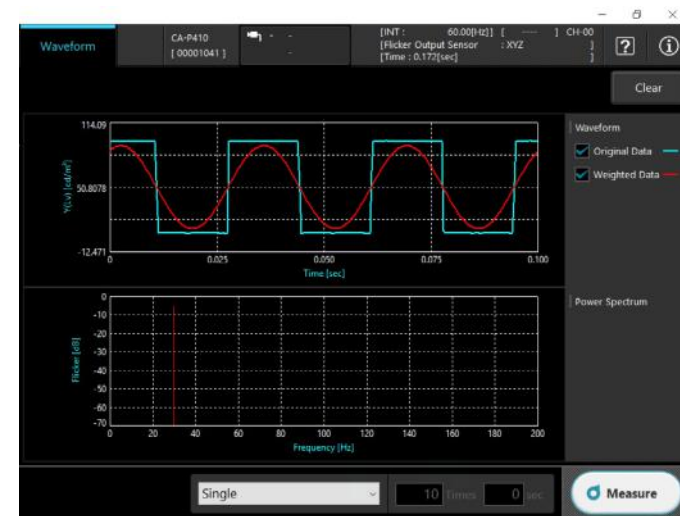 Waveform
CA-P410
[ 00001041 ]
1 - -
-
[INT : 60.00[Hz]] [ ---- ] CH-00
[Flicker Output Sensor : XYZ ]
[Time : 0.172[sec] ]
?
i
Clear
Waveform
Original Data
Weighted Data
114.09
50.8078
-12.471
Y(Lv) [cd/m²]
0 0.025 0.050 0.075 0.100
Time [sec]
Power Spectrum
0
-10
-20
-30
-40
-50
-60
-70
Flicker [dB]
0 20 40 60 80 100 120 140 160 180 200
Frequency [Hz]
Single
10 Times 0 sec
Measure